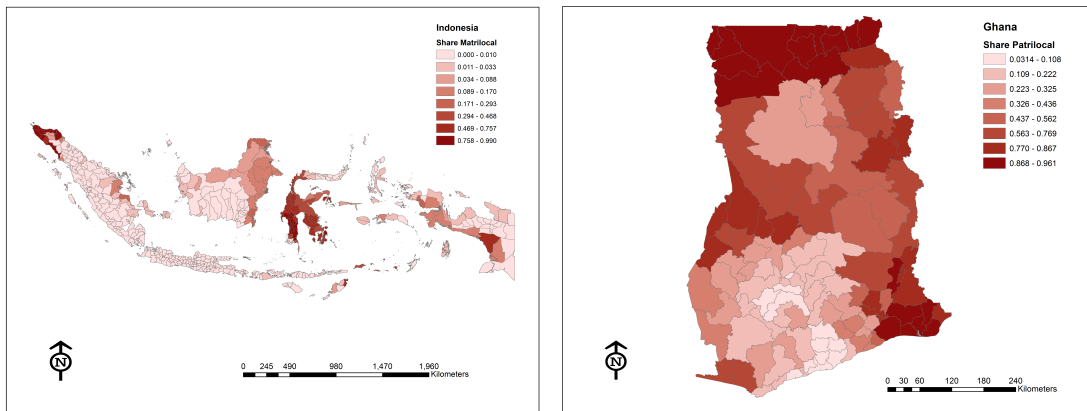 Indonesia
Share Matrilocal
0.000 - 0.010
0.011 - 0.033
0.034 - 0.088
0.089 - 0.170
0.171 - 0.293
0.294 - 0.468
0.469 - 0.757
0.758 - 0.990
N
0 245 490 980 1,470 1,960
Kilometers
Ghana
Share Patrilocal
0.0314 - 0.108
0.109 - 0.222
0.223 - 0.325
0.326 - 0.436
0.437 - 0.562
0.563 - 0.769
0.770 - 0.867
0.868 - 0.961
N
0 30 60 120 180 240
Kilometers